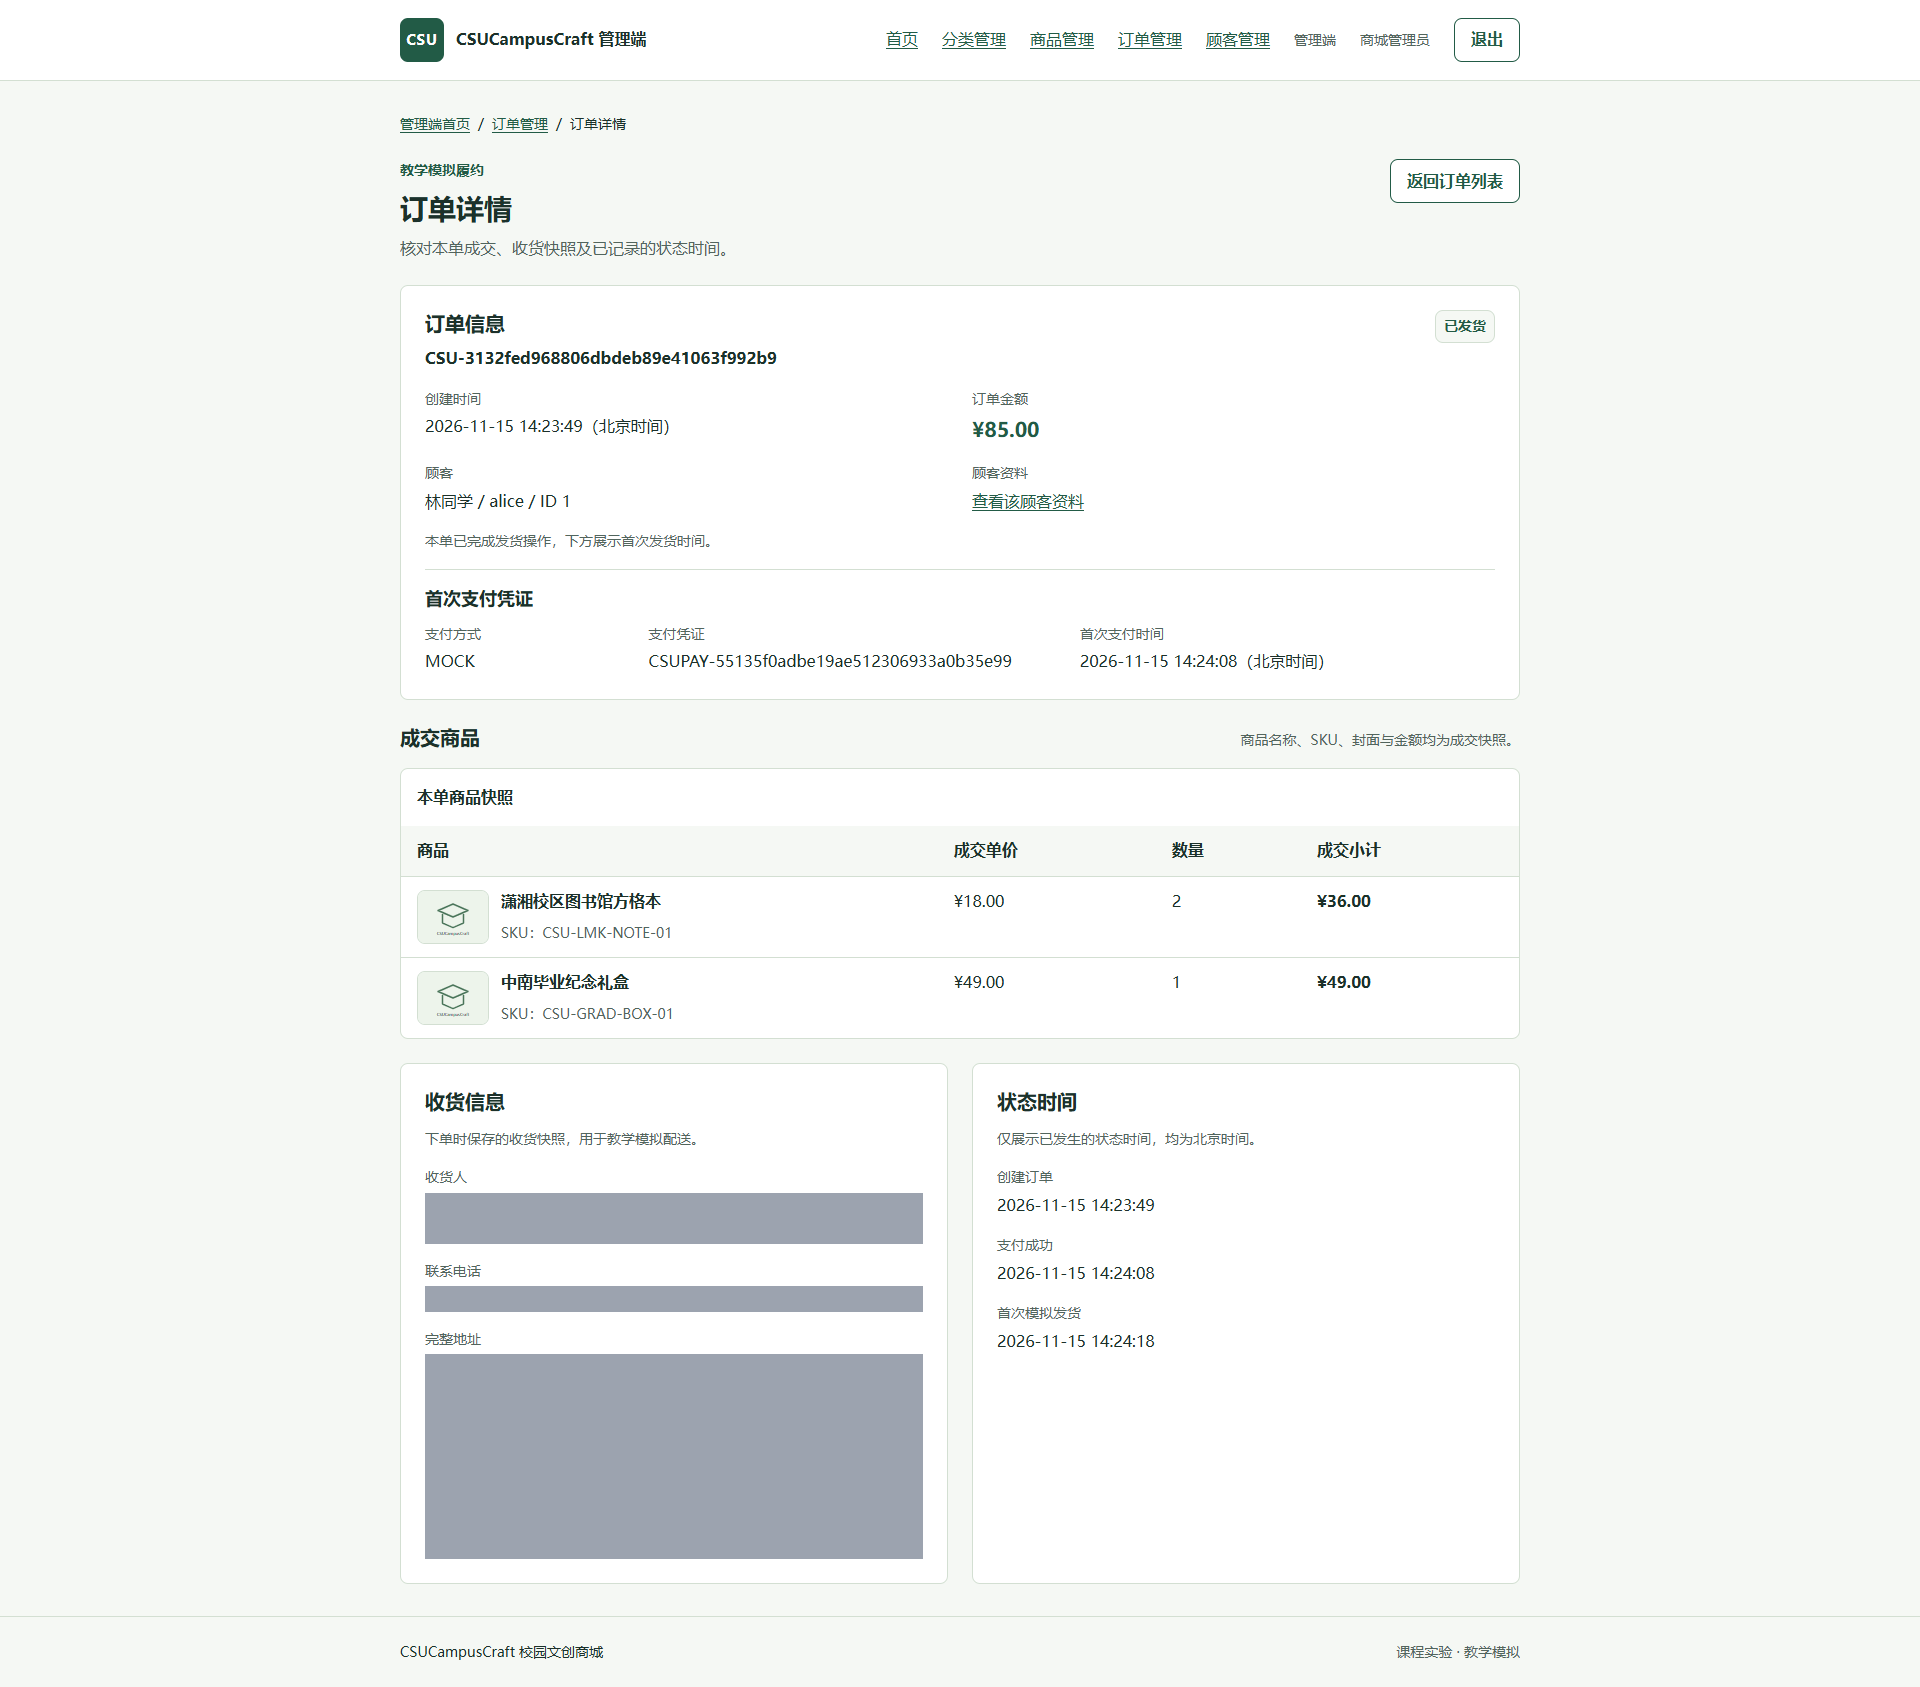 CSU CSUCampusCraft 管理端 首页 分类管理 商品管理 订单管理 顾客管理 管理端 商城管理员 退出
管理端首页 / 订单管理 / 订单详情
教学模拟履约
返回订单列表
订单详情
核对本单成交、收货快照及已记录的状态时间。
订单信息
已发货
CSU-3132fed968806dbdeb89e41063f992b9
创建时间 订单金额
2026-11-15 14:23:49（北京时间） ¥85.00
顾客 顾客资料
林同学 / alice / ID 1 查看该顾客资料
本单已完成发货操作，下方展示首次发货时间。
首次支付凭证
支付方式 支付凭证 首次支付时间
MOCK CSUPAY-55135f0adbe19ae512306933a0b35e99 2026-11-15 14:24:08（北京时间）
成交商品 商品名称、SKU、封面与金额均为成交快照。
本单商品快照
商品 成交单价 数量 成交小计
潇湘校区图书馆方格本 ¥18.00 2 ¥36.00
CSUCampusCraft SKU：CSU-LMK-NOTE-01
中南毕业纪念礼盒 ¥49.00 1 ¥49.00
CSUCampusCraft SKU：CSU-GRAD-BOX-01
收货信息
下单时保存的收货快照，用于教学模拟配送。
收货人
联系电话
完整地址
状态时间
仅展示已发生的状态时间，均为北京时间。
创建订单
2026-11-15 14:23:49
支付成功
2026-11-15 14:24:08
首次模拟发货
2026-11-15 14:24:18
CSUCampusCraft 校园文创商城 课程实验 · 教学模拟